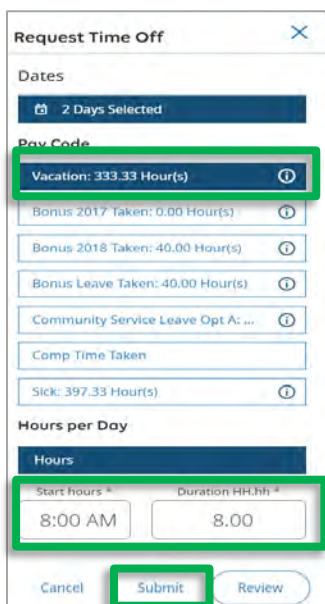 Request Time Off
Dates
2 Days Selected
Pay Code
Vacation: 333.33 Hour(s)
Bonus 2017 Taken: 0.00 Hour(s)
Bonus 2018 Taken: 40.00 Hour(s)
Bonus Leave Taken: 40.00 Hour(s)
Community Service Leave Opt A: ...
Comp Time Taken
Sick: 397.33 Hour(s)
Hours per Day
Hours
Start hours * Duration HH.hh *
8:00 AM 8.00
Cancel Submit Review